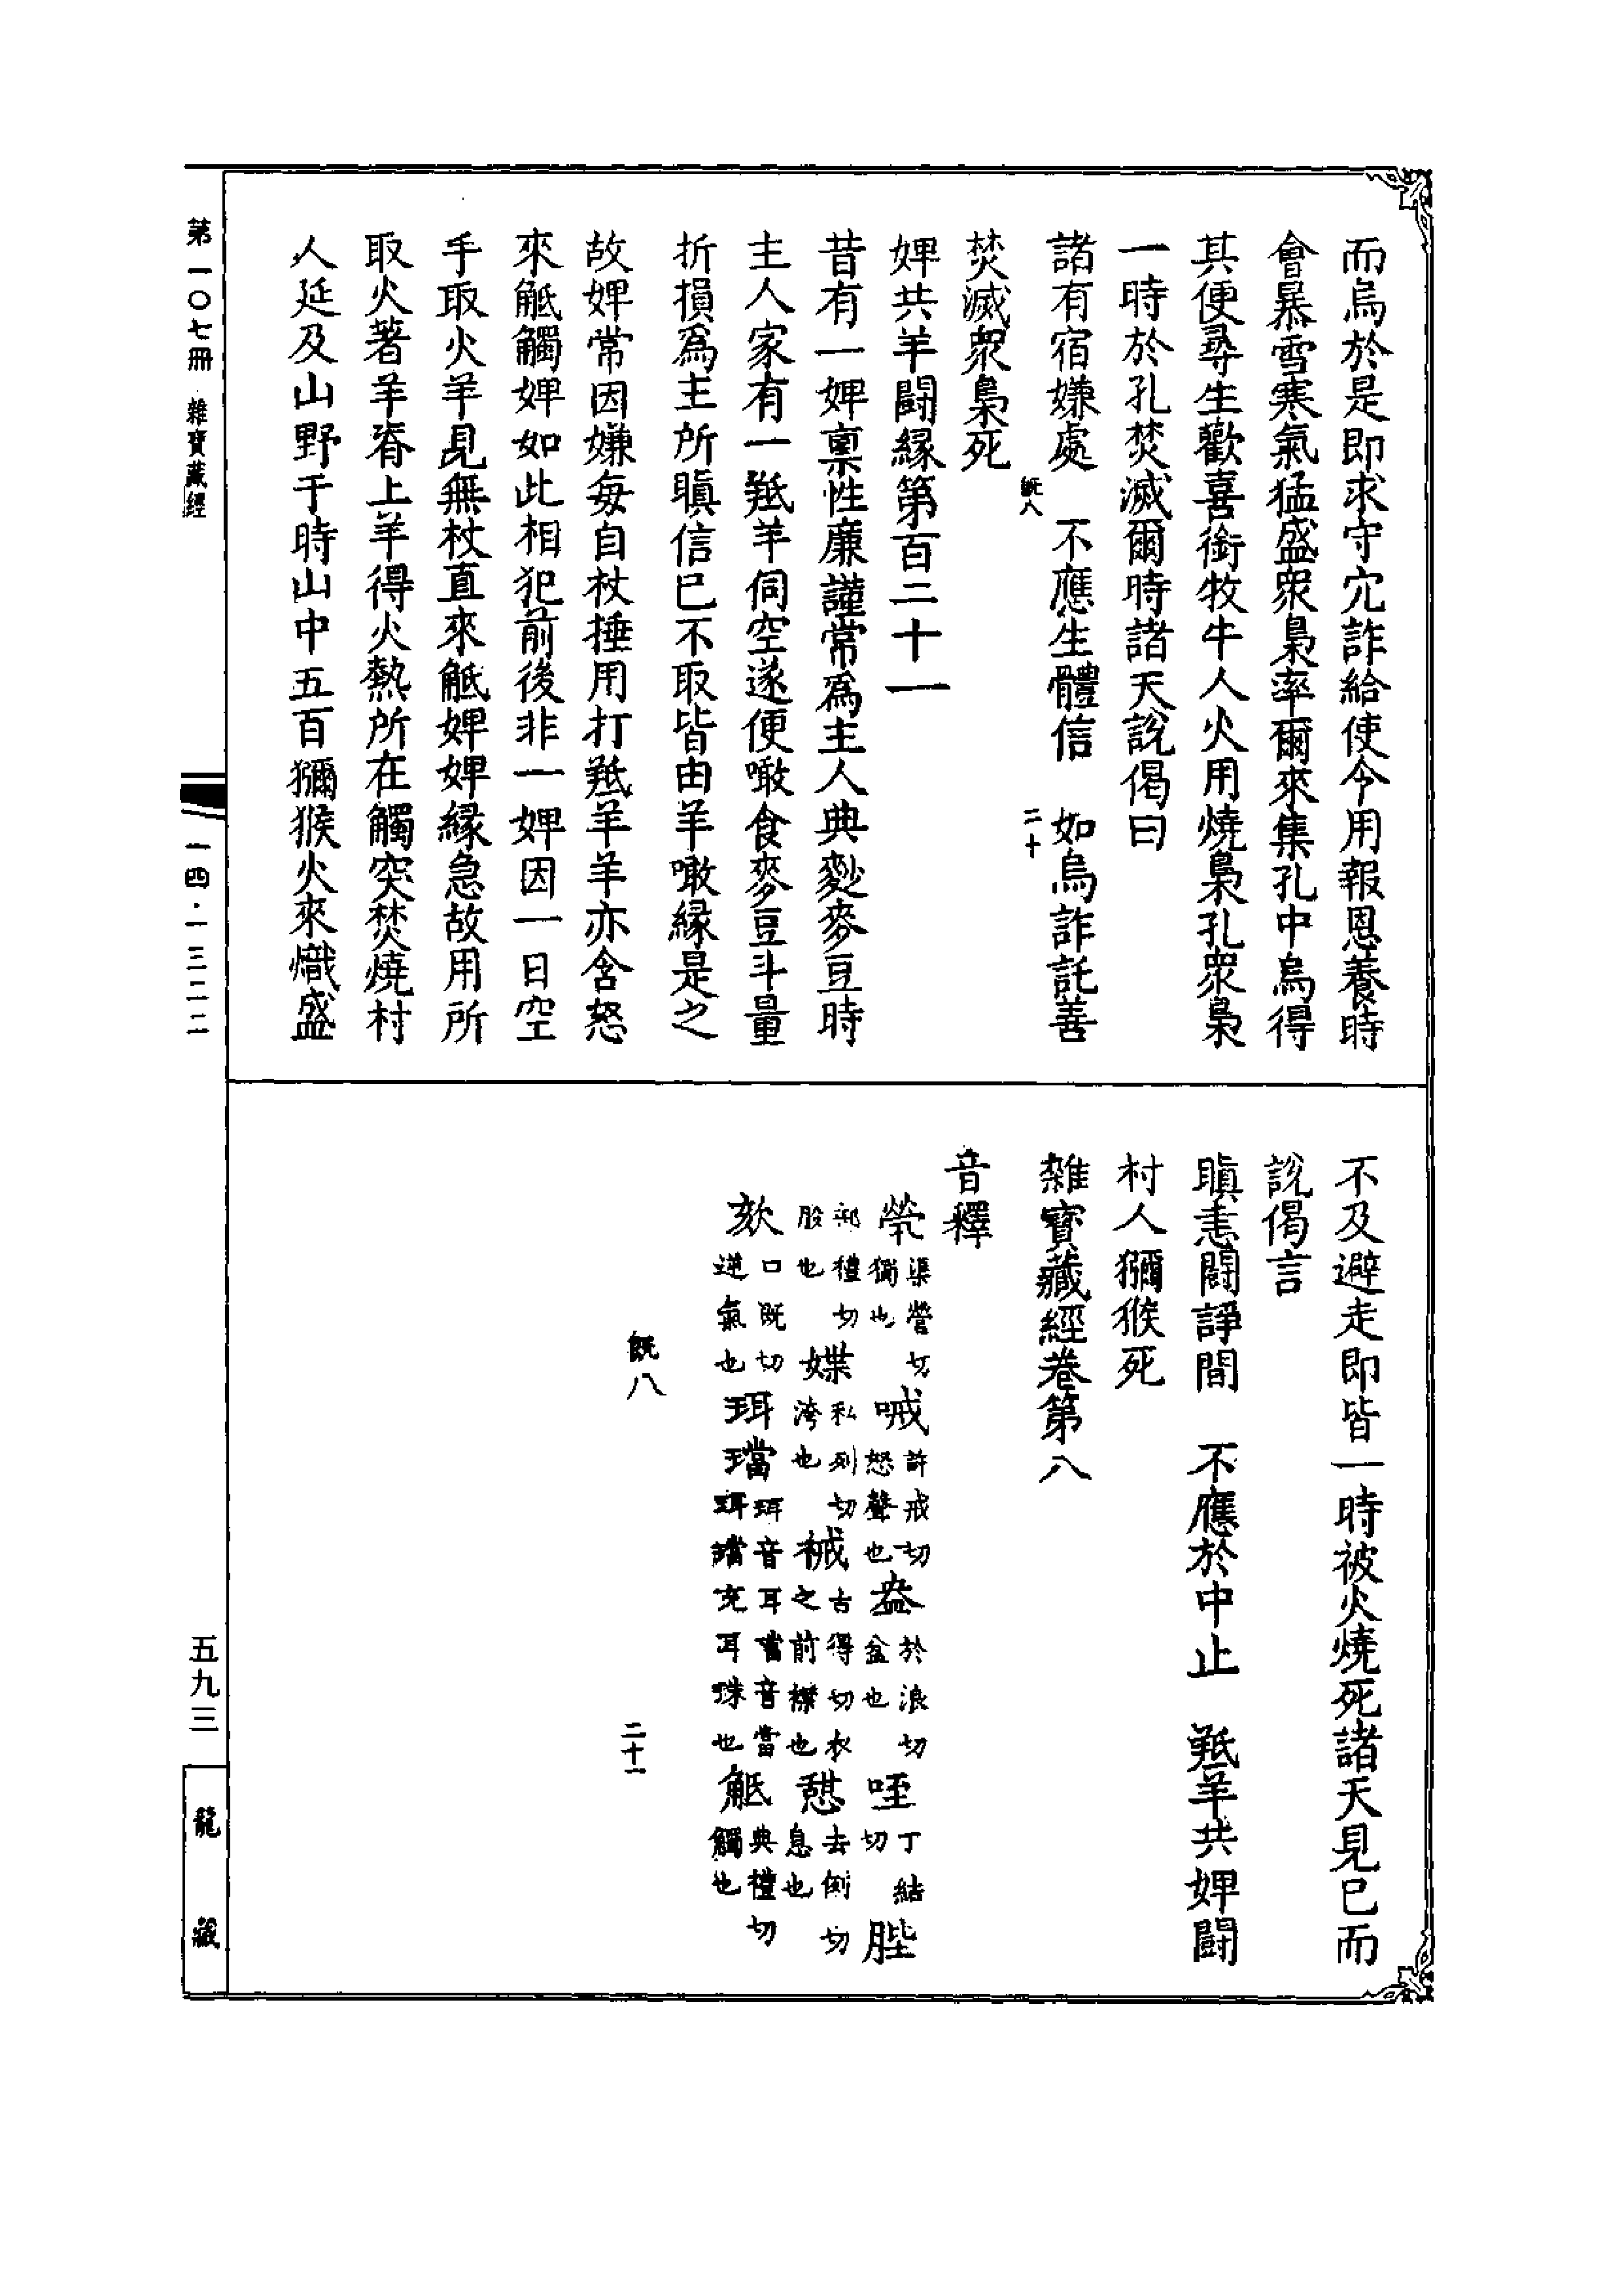 而烏於是即求守穴詐給使令用報恩養時
會暴雪寒氣猛盛衆梟率爾來集孔中烏得
其便尋生歡喜銜牧牛人火用燒梟孔衆梟
一時於孔焚滅爾時諸天說偈曰
諸有宿嫌處　不應生體信　如烏詐託善
旣八　二十
焚滅衆梟死
婢共羊鬪緣第百二十一
昔有一婢禀性廉謹常爲主人典麨麥豆時
主人家有一羝羊伺空逐便噉食麥豆斗量
折損爲主所瞋信已不取皆由羊噉緣是之
故婢常因嫌每自杖捶用打羝羊羊亦含怒
來觝觸婢如此相犯前後非一婢因一日空
手取火羊見無杖直來觝婢婢緣急故用所
取火著羊脊上羊得火熱所在觸突焚燒村
人延及山野于時山中五百獼猴火來熾盛
不及避走即皆一時被火燒死諸天見已而
說偈言
瞋恚鬪諍間　不應於中止　羝羊共婢鬪
村人獼猴死
雜寶藏經卷第八
音釋
煢渠營切獨也　㖑許戒切怒聲也　盎於浪切盆也　咥丁結切　䏶
部禮切股也　媟私列切瀆也　裓古得切衣之前襟也　憩去例切息也
欬口旣切逆氣也　珥璫珥音耳璫音當珥璫充耳珠也　觝典禮切觸也
旣八　二十一
第一〇七冊　雜寶藏經
一四·一三二二
五九三
龍藏